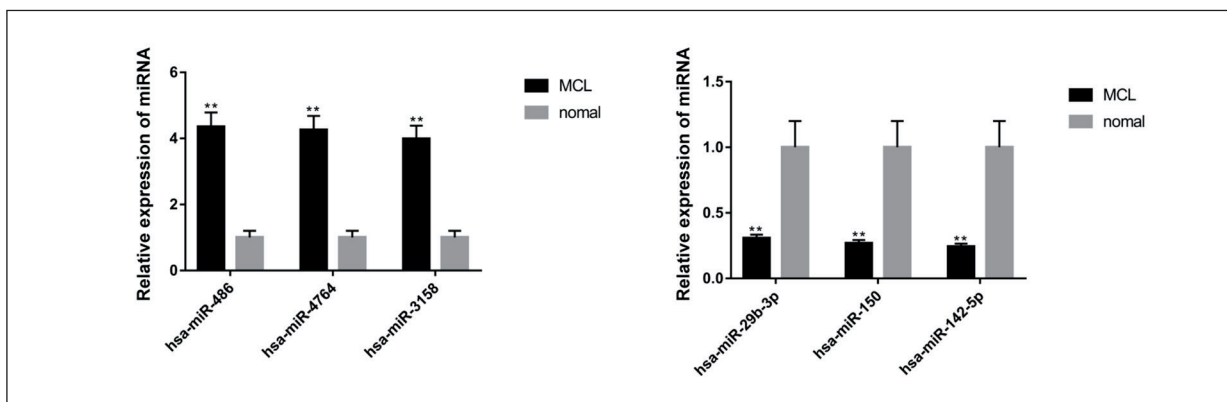 Relative expression of miRNA
6
4
2
0
**
**
**
hsa-miR-486
hsa-miR-4764
hsa-miR-3158
MCL
nomal
Relative expression of miRNA
1.5
1.0
0.5
0.0
**
**
**
hsa-miR-29b-3p
hsa-miR-150
hsa-miR-142-5p
MCL
nomal